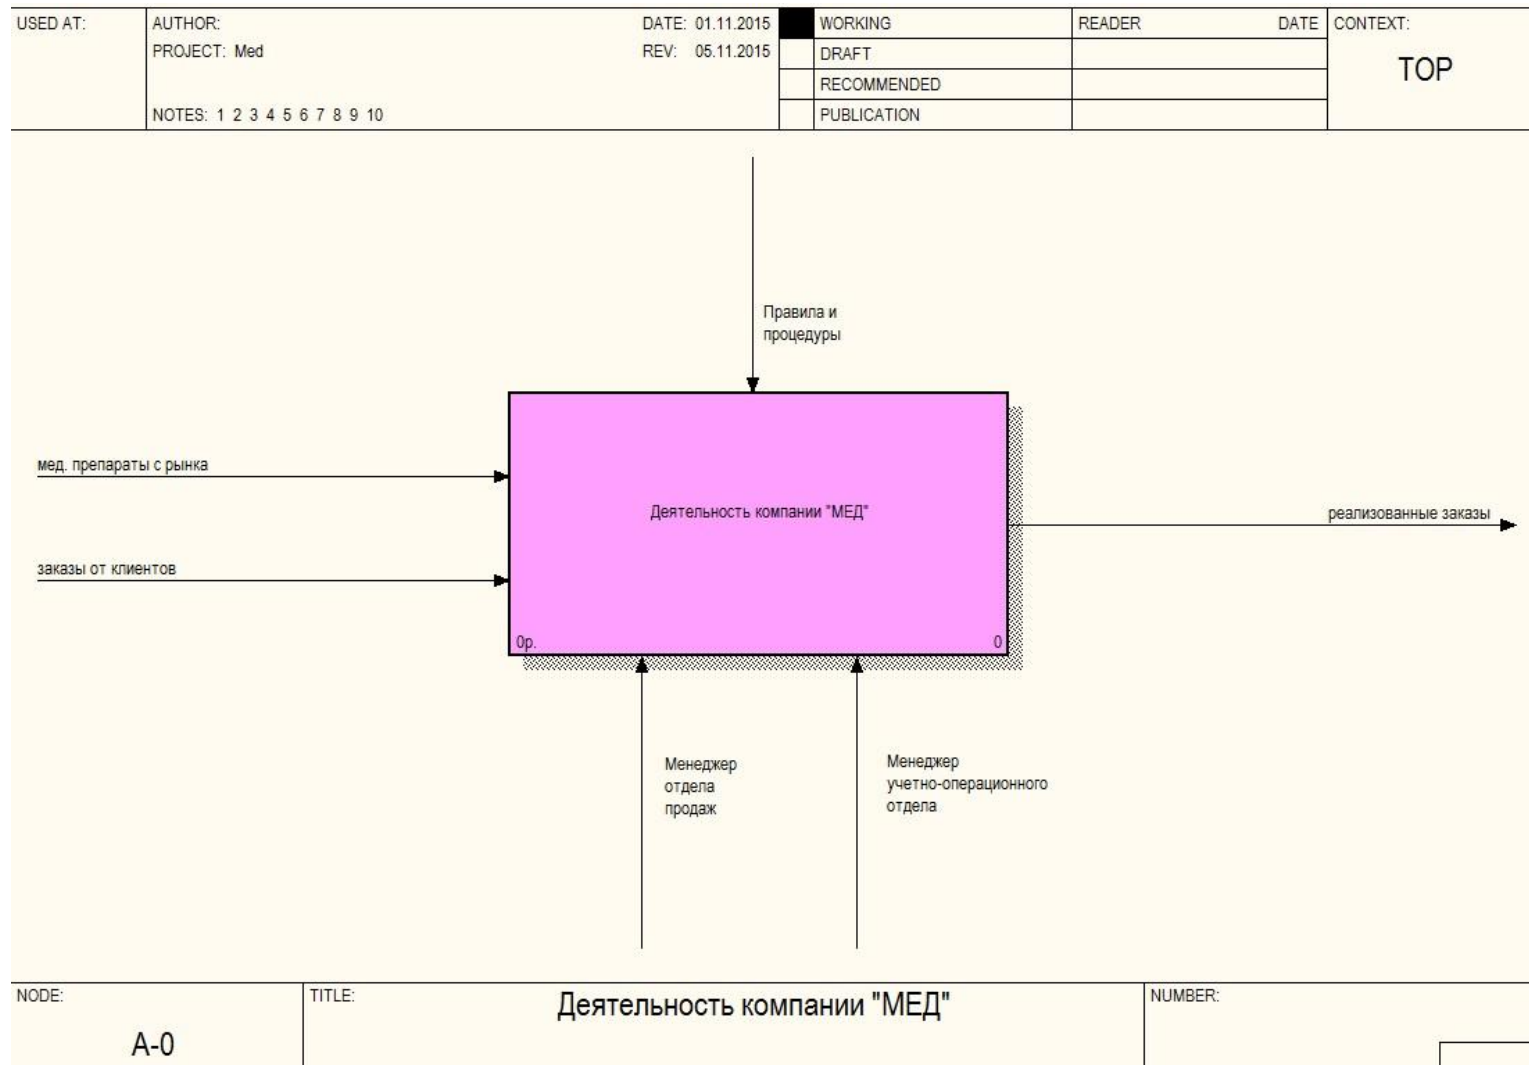 USED AT:
AUTHOR:
DATE: 01.11.2015
WORKING
READER
DATE
CONTEXT:
PROJECT: Med
REV: 05.11.2015
DRAFT
TOP
RECOMMENDED
NOTES: 1 2 3 4 5 6 7 8 9 10
PUBLICATION
Правила и
процедуры
мед. препараты с рынка
Деятельность компании "МЕД"
реализованные заказы
заказы от клиентов
0р.
0
Менеджер
отдела
продаж
Менеджер
учетно-операционного
отдела
NODE:
A-0
TITLE:
Деятельность компании "МЕД"
NUMBER: